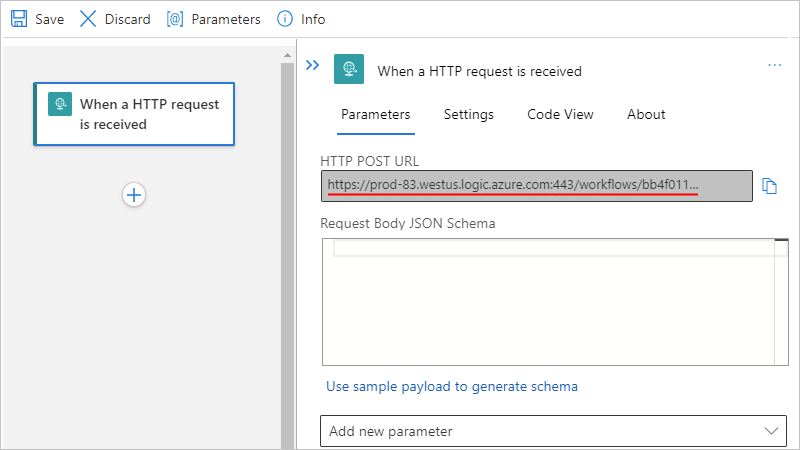 Save Discard [@] Parameters Info
When a HTTP request
is received
When a HTTP request is received
...
Parameters Settings Code View About
HTTP POST URL
https://prod-83.westus.logic.azure.com:443/workflows/bb4f011...
Request Body JSON Schema
Use sample payload to generate schema
Add new parameter